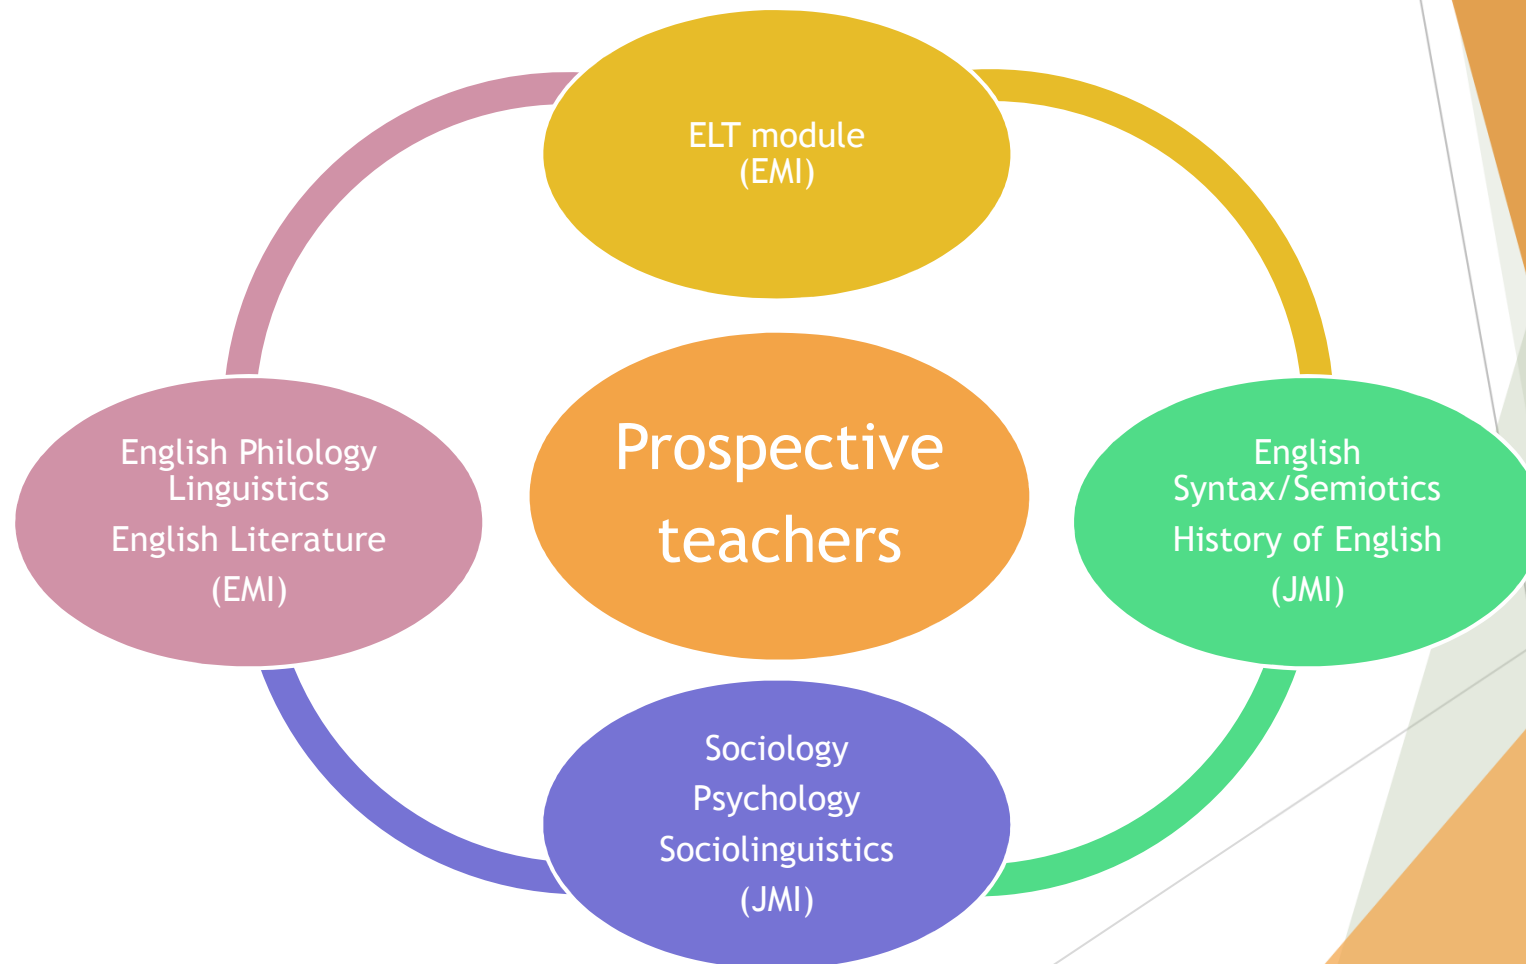 ELT module
(EMI)
Prospective
teachers
English Philology
Linguistics
English Literature
(EMI)
English
Syntax/Semiotics
History of English
(JMI)
Sociology
Psychology
Sociolinguistics
(JMI)